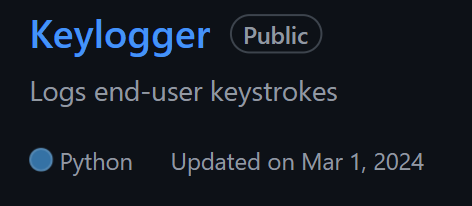 Keylogger Public
Logs end-user keystrokes
Python Updated on Mar 1, 2024